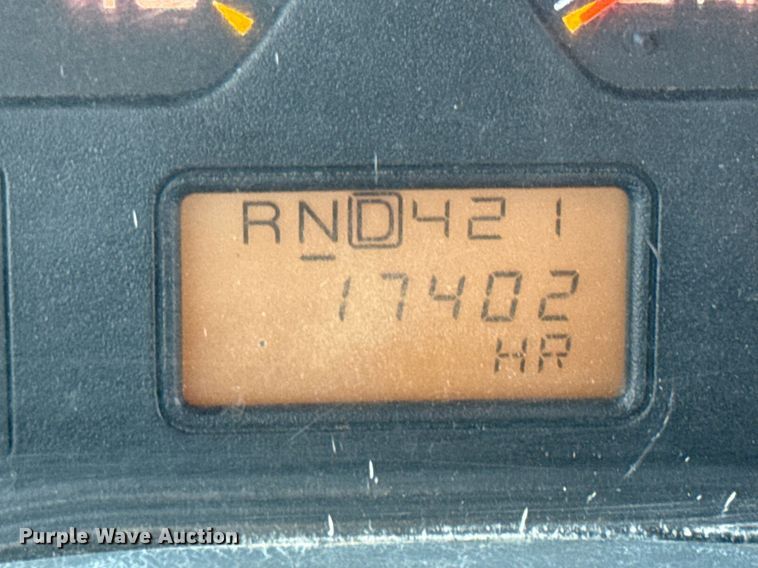 RND421
17402
HR
Purple Wave Auction